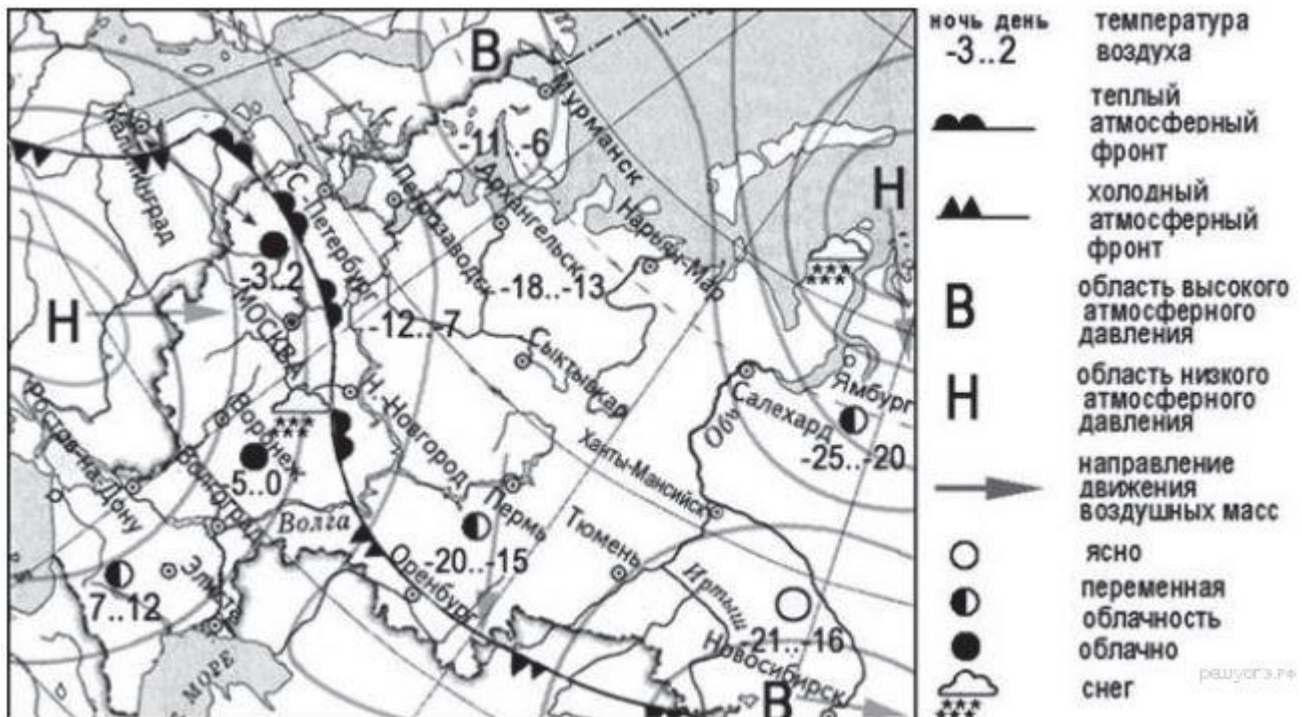 В
Мурманск
-11..-6
Калининград
С.-Петербург
Петрозаводск
Архангельск
Нарьян-Мар
Н
-3..2
-18..-13
Н
МОСКВА
-12..-7
Сыктывкар
Ямбург
Салехард
Обь
-25..-20
Н.-Новгород
Ханты-Мансийск
Ростов-на-Дону
Воронеж
-5..0
Волгоград
Волга
Пермь
Тюмень
-20..-15
Оренбург
Элиста
7..12
Иртыш
-21..-16
Новосибирск
МОРЕ
В
ночь день
-3..2
температура
воздуха
теплый
атмосферный
фронт
холодный
атмосферный
фронт
В
область высокого
атмосферного
давления
Н
область низкого
атмосферного
давления
направление
движения
воздушных масс
ясно
переменная
облачность
облачно
снег
решуогэ.рф